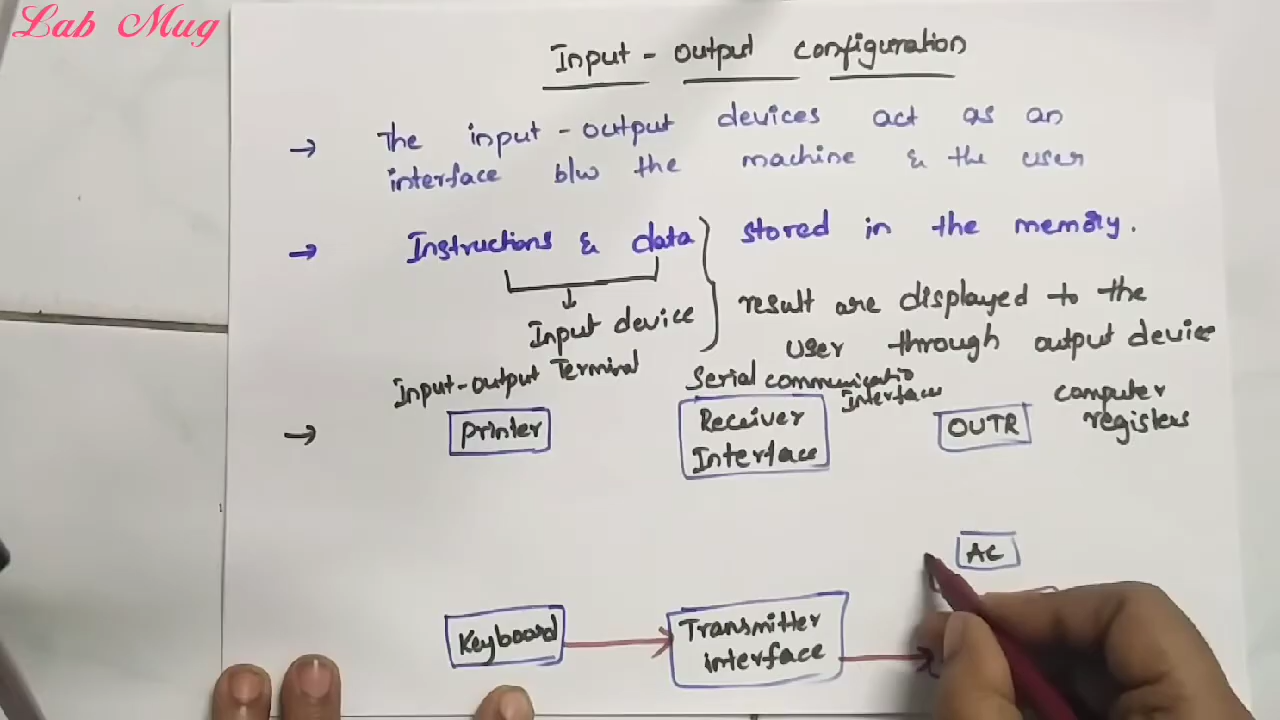 Lab Mug
Input - output configuration
→ The input - output devices act as an
interface b/w the machine & the user
→ Instructions & data } stored in the memory.
Input device
result are displayed to the
user through output device
Input-output Terminal
Serial communicatio
Interface
computer
registers
→ printer
Receiver
Interface
OUTR
AC
Keyboard
Transmitter
interface